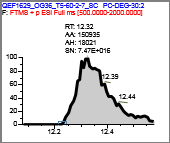 QEF1629_OG36_T5-60-2-7_SC PO-DEG-30:2
F: FTMS + p ESI Full ms [500.0000-2000.0000]
RT: 12.32
AA: 150935
AH: 18021
SN: 7.47E+016
100
80
60
40
20
0
12.39
12.44
12.2
12.4